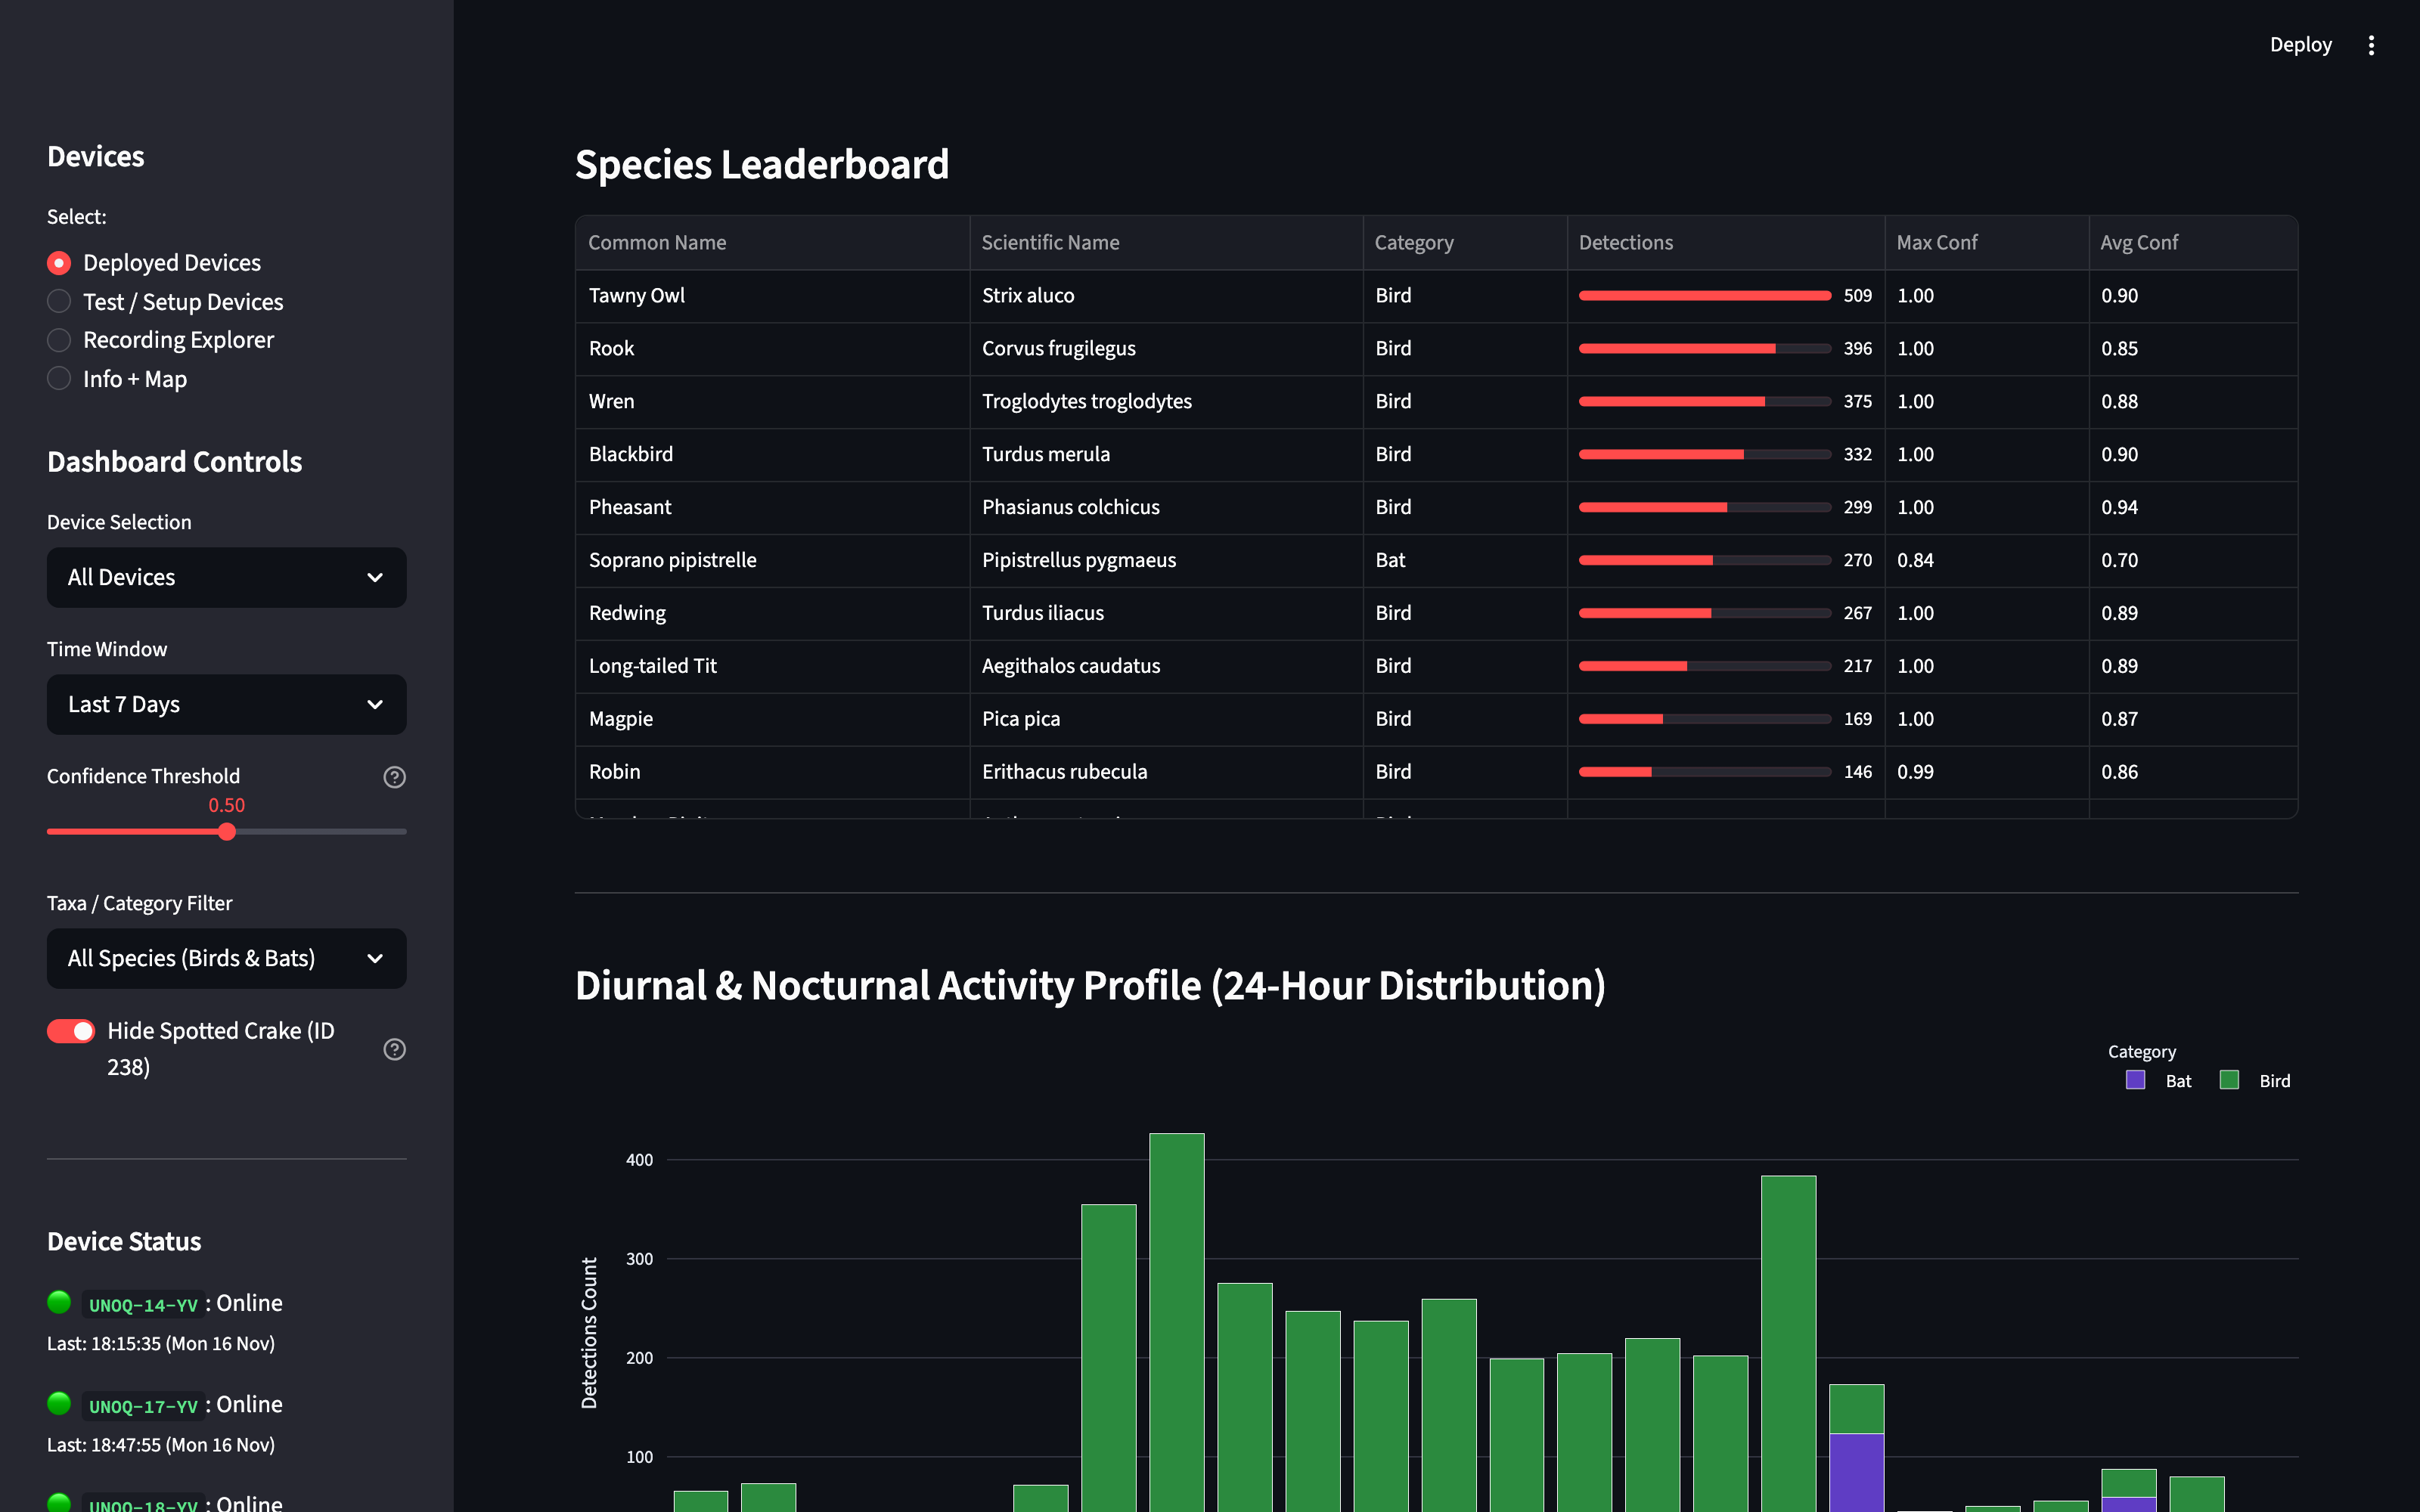 Deploy
Devices
Select:
Deployed Devices
Test / Setup Devices
Recording Explorer
Info + Map
Dashboard Controls
Device Selection
All Devices
Time Window
Last 7 Days
Confidence Threshold
0.50
Taxa / Category Filter
All Species (Birds & Bats)
Hide Spotted Crake (ID
238)
Device Status
UNOQ-14-YV : Online
Last: 18:15:35 (Mon 16 Nov)
UNOQ-17-YV : Online
Last: 18:47:55 (Mon 16 Nov)
UNOQ-18-YV : Online
Species Leaderboard
Common Name Scientific Name Category Detections Max Conf Avg Conf
Tawny Owl Strix aluco Bird 509 1.00 0.90
Rook Corvus frugilegus Bird 396 1.00 0.85
Wren Troglodytes troglodytes Bird 375 1.00 0.88
Blackbird Turdus merula Bird 332 1.00 0.90
Pheasant Phasianus colchicus Bird 299 1.00 0.94
Soprano pipistrelle Pipistrellus pygmaeus Bat 270 0.84 0.70
Redwing Turdus iliacus Bird 267 1.00 0.89
Long-tailed Tit Aegithalos caudatus Bird 217 1.00 0.89
Magpie Pica pica Bird 169 1.00 0.87
Robin Erithacus rubecula Bird 146 0.99 0.86
Diurnal & Nocturnal Activity Profile (24-Hour Distribution)
Category
Bat Bird
Detections Count
400
300
200
100